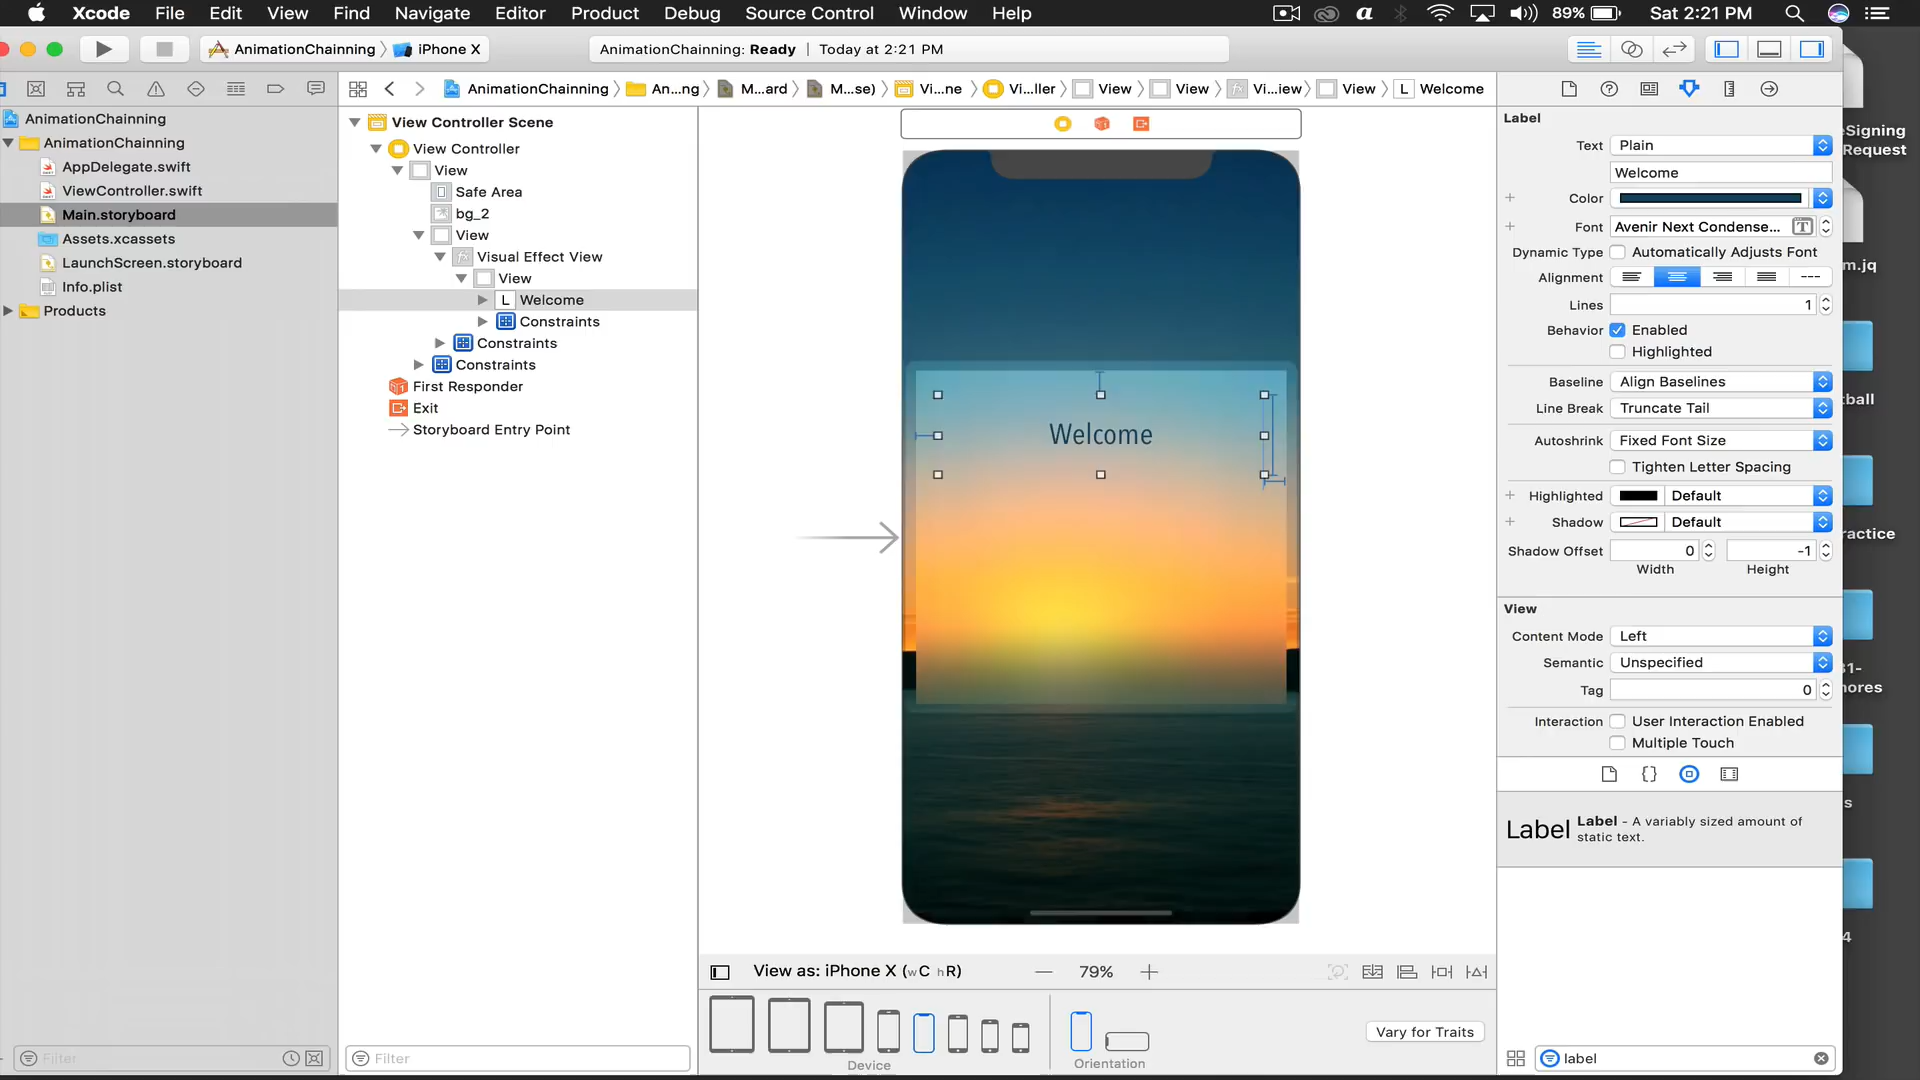 Xcode File Edit View Find Navigate Editor Product Debug Source Control Window Help 89% Sat 2:21 PM
AnimationChainning iPhone X AnimationChainning: Ready | Today at 2:21 PM
AnimationChainning An...ng M...ard M...se) Vi...ne Vi...ller View View Vi...iew View L Welcome
AnimationChainning
AnimationChainning
AppDelegate.swift
ViewController.swift
Main.storyboard
Assets.xcassets
LaunchScreen.storyboard
Info.plist
Products
Filter
View Controller Scene
View Controller
View
Safe Area
bg_2
View
Visual Effect View
View
L Welcome
Constraints
Constraints
Constraints
First Responder
Exit
Storyboard Entry Point
Filter
Welcome
View as: iPhone X (wC hR) 79%
Device
Orientation
Vary for Traits
Label
Text Plain
Welcome
Color
Font Avenir Next Condense...
Dynamic Type Automatically Adjusts Font
Alignment
Lines 1
Behavior Enabled
Highlighted
Baseline Align Baselines
Line Break Truncate Tail
Autoshrink Fixed Font Size
Tighten Letter Spacing
Highlighted Default
Shadow Default
Shadow Offset 0 -1
Width Height
View
Content Mode Left
Semantic Unspecified
Tag 0
Interaction User Interaction Enabled
Multiple Touch
Label Label - A variably sized amount of
static text.
label
eSigning
Request
m.jq
ball
ractice
31-
ores
s
4